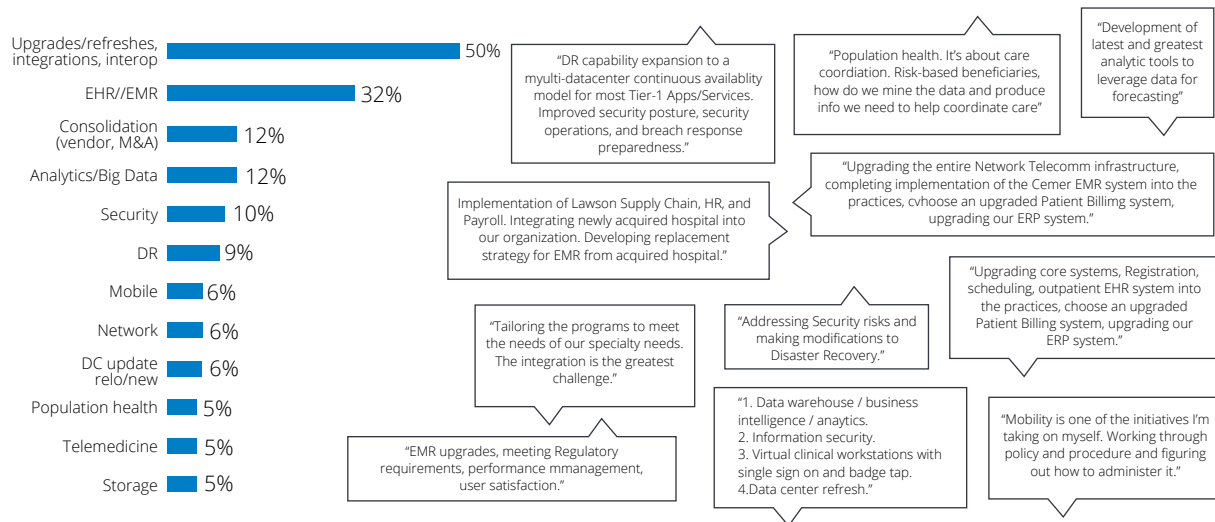 Upgrades/refreshes,
integrations, interop
50%
EHR//EMR
32%
Consolidation
(vendor, M&A)
12%
Analytics/Big Data
12%
Security
10%
DR
9%
Mobile
6%
Network
6%
DC update
relo/new
6%
Population health
5%
Telemedicine
5%
Storage
5%
“DR capability expansion to a
myulti-datacenter continuous availablity
model for most Tier-1 Apps/Services.
Improved security posture, security
operations, and breach response
preparedness.”
“Population health. It’s about care
coordiation. Risk-based beneficiaries,
how do we mine the data and produce
info we need to help coordinate care”
“Development of
latest and greatest
analytic tools to
leverage data for
forecasting”
Implementation of Lawson Supply Chain, HR, and
Payroll. Integrating newly acquired hospital into
our organization. Developing replacement
strategy for EMR from acquired hospital.”
“Upgrading the entire Network Telecomm infrastructure,
completing implementation of the Cemer EMR system into the
practices, cvhoose an upgraded Patient Billimg system,
upgrading our ERP system.”
“Tailoring the programs to meet
the needs of our specialty needs.
The integration is the greatest
challenge.”
“Addressing Security risks and
making modifications to
Disaster Recovery.”
“Upgrading core systems, Registration,
scheduling, outpatient EHR system into
the practices, choose an upgraded
Patient Billing system, upgrading our
ERP system.”
“EMR upgrades, meeting Regulatory
requirements, performance mmanagement,
user satisfaction.”
“1. Data warehouse / business
intelligence / anaytics.
2. Information security.
3. Virtual clinical workstations with
single sign on and badge tap.
4.Data center refresh.”
“Mobility is one of the initiatives I’m
taking on myself. Working through
policy and procedure and figuring
out how to administer it.”